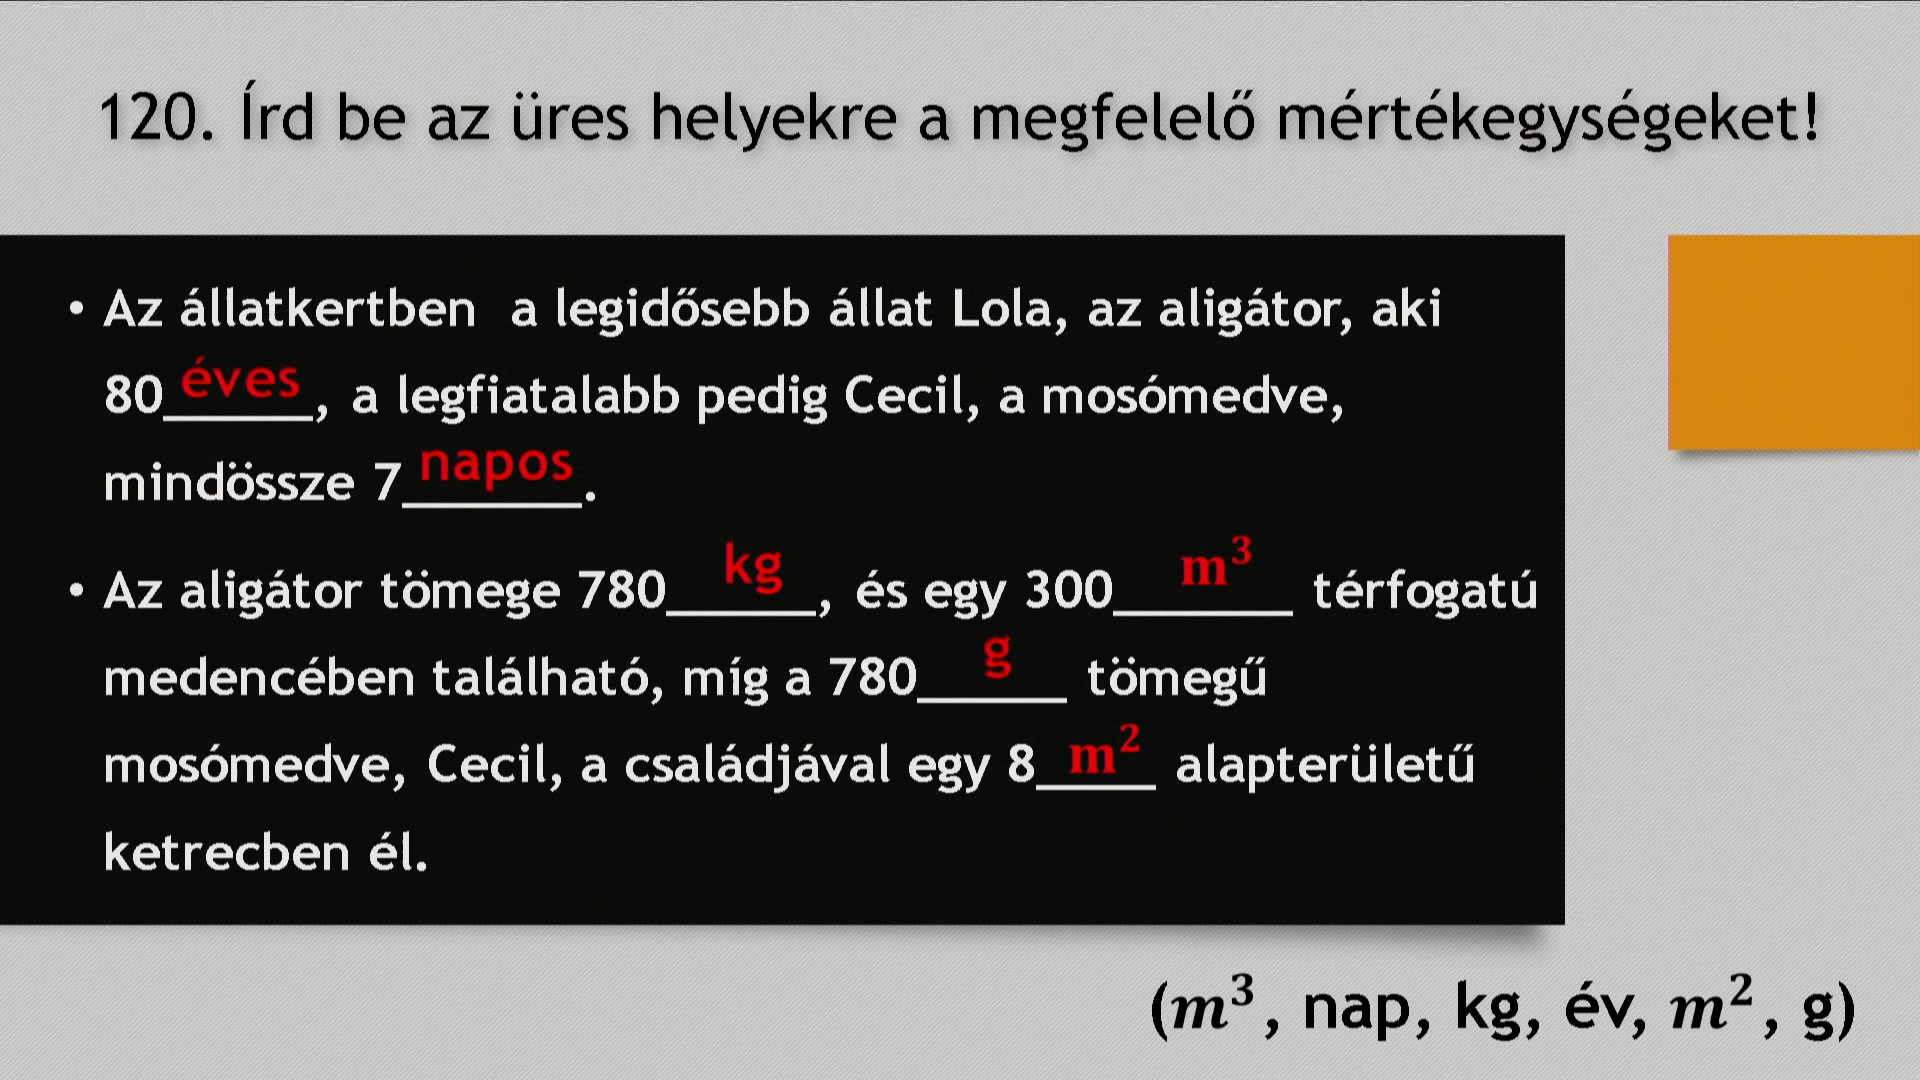 120. Írd be az üres helyekre a megfelelő mértékegységeket!
• Az állatkertben a legidősebb állat Lola, az aligátor, aki
80 éves, a legfiatalabb pedig Cecil, a mosómedve,
mindössze 7 napos.
• Az aligátor tömege 780 kg, és egy 300 m³ térfogatú
medencében található, míg a 780 g tömegű
mosómedve, Cecil, a családjával egy 8 m² alapterületű
ketrecben él.
(m³, nap, kg, év, m², g)